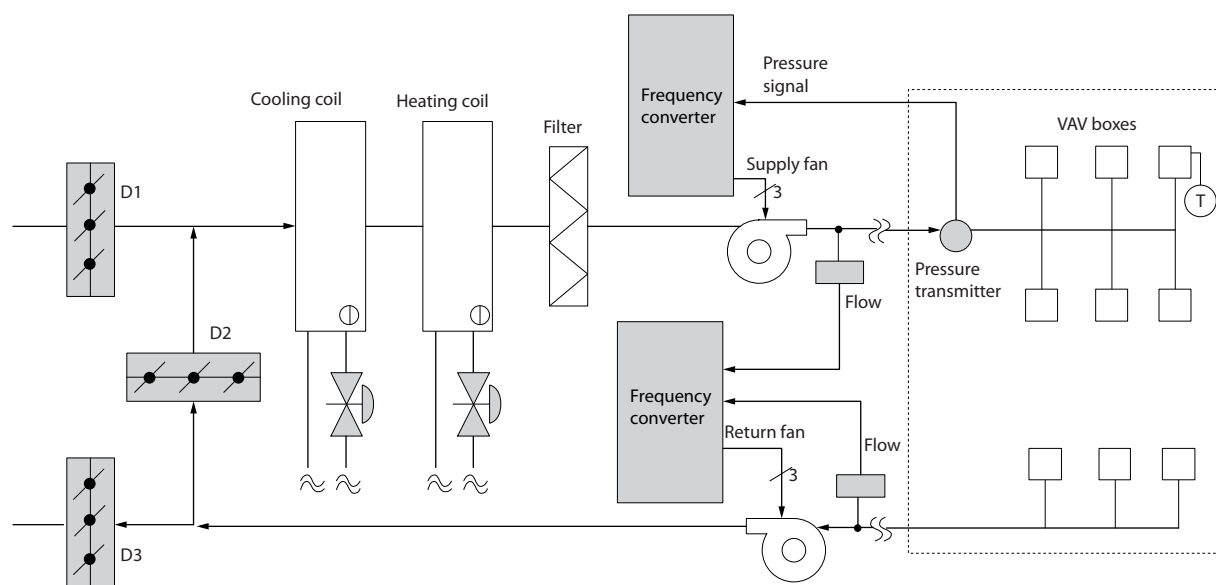 Pressure
signal
Frequency
converter
Cooling coil
Heating coil
Filter
VAV boxes
Supply fan
3
D1
T
Pressure
transmitter
Flow
D2
Frequency
converter
Return fan
Flow
3
D3